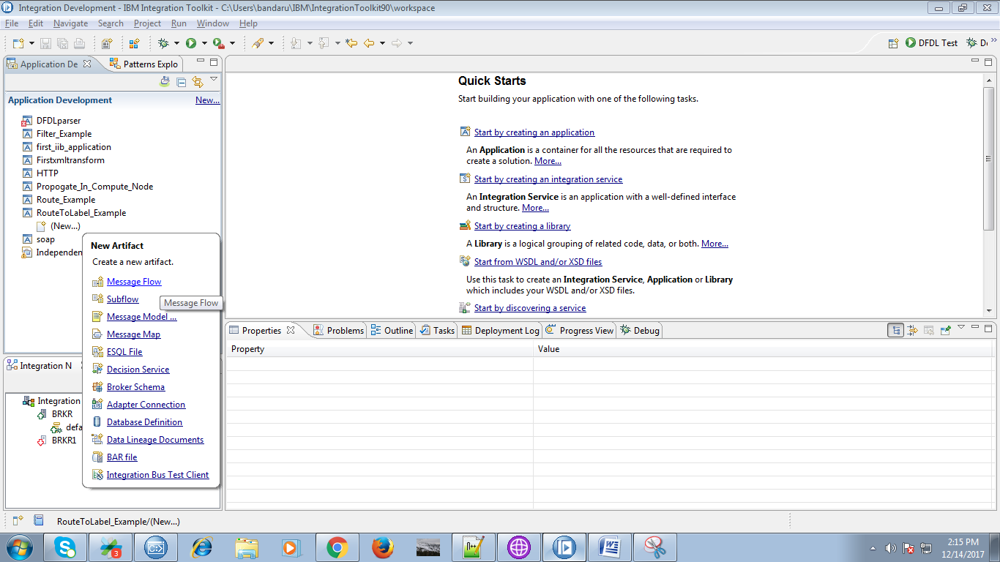 Integration Development - IBM Integration Toolkit - C:\Users\bandaru\IBM\IntegrationToolkit90\workspace
File Edit Navigate Search Project Run Window Help
DFDL Test
Application De
Patterns Explo
Application Development
New...
DFDLparser
Filter_Example
first_iib_application
Firstxmltransform
HTTP
Propogate_In_Compute_Node
Route_Example
RouteToLabel_Example
(New...)
soap
Independen
New Artifact
Create a new artifact.
Message Flow
Subflow
Message Flow
Message Model ...
Message Map
ESQL File
Decision Service
Broker Schema
Adapter Connection
Database Definition
Data Lineage Documents
BAR file
Integration Bus Test Client
Integration N
Integration
BRKR
defa
BRKR1
Quick Starts
Start building your application with one of the following tasks.
Start by creating an application
An Application is a container for all the resources that are required to
create a solution. More...
Start by creating an integration service
An Integration Service is an application with a well-defined interface
and structure. More...
Start by creating a library
A Library is a logical grouping of related code, data, or both. More...
Start from WSDL and/or XSD files
Use this task to create an Integration Service, Application or Library
which includes your WSDL and/or XSD files.
Start by discovering a service
Properties Problems Outline Tasks Deployment Log Progress View Debug
Property Value
RouteToLabel_Example/(New...)
3
2:15 PM
12/14/2017